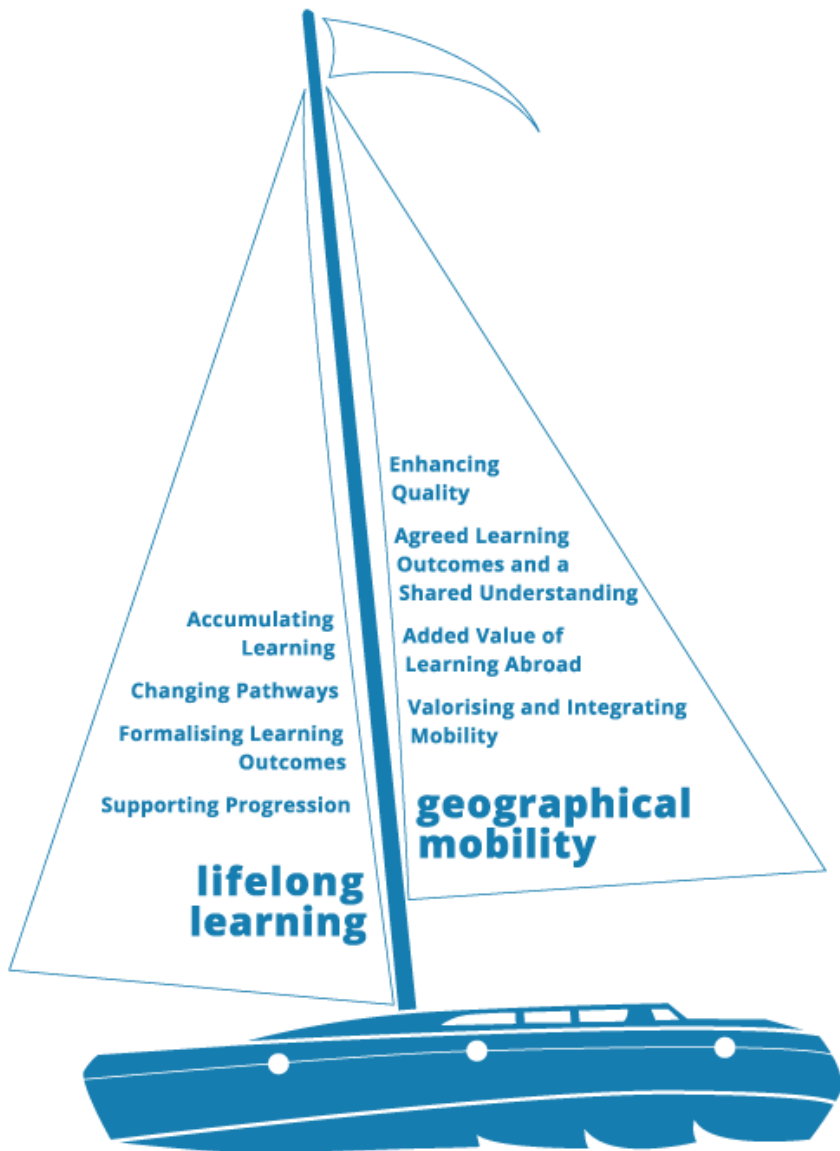 Accumulating
Learning
Changing Pathways
Formalising Learning
Outcomes
Supporting Progression
lifelong
learning
Enhancing
Quality
Agreed Learning
Outcomes and a
Shared Understanding
Added Value of
Learning Abroad
Valorising and Integrating
Mobility
geographical
mobility